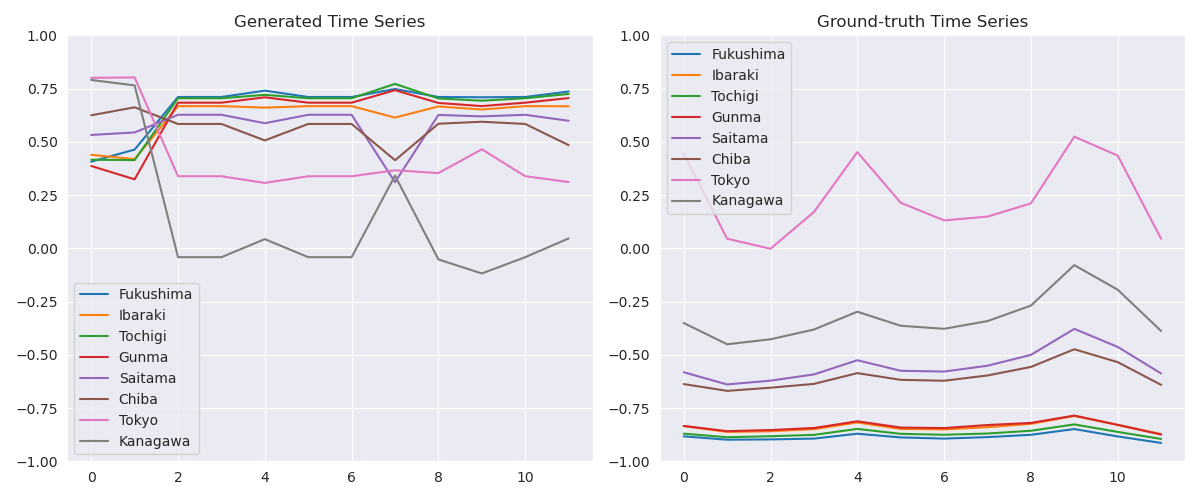 Generated Time Series
1.00
0.75
0.50
0.25
0.00
−0.25
−0.50
−0.75
−1.00
Fukushima
Ibaraki
Tochigi
Gunma
Saitama
Chiba
Tokyo
Kanagawa
0 2 4 6 8 10
Ground-truth Time Series
1.00
0.75
0.50
0.25
0.00
−0.25
−0.50
−0.75
−1.00
Fukushima
Ibaraki
Tochigi
Gunma
Saitama
Chiba
Tokyo
Kanagawa
0 2 4 6 8 10